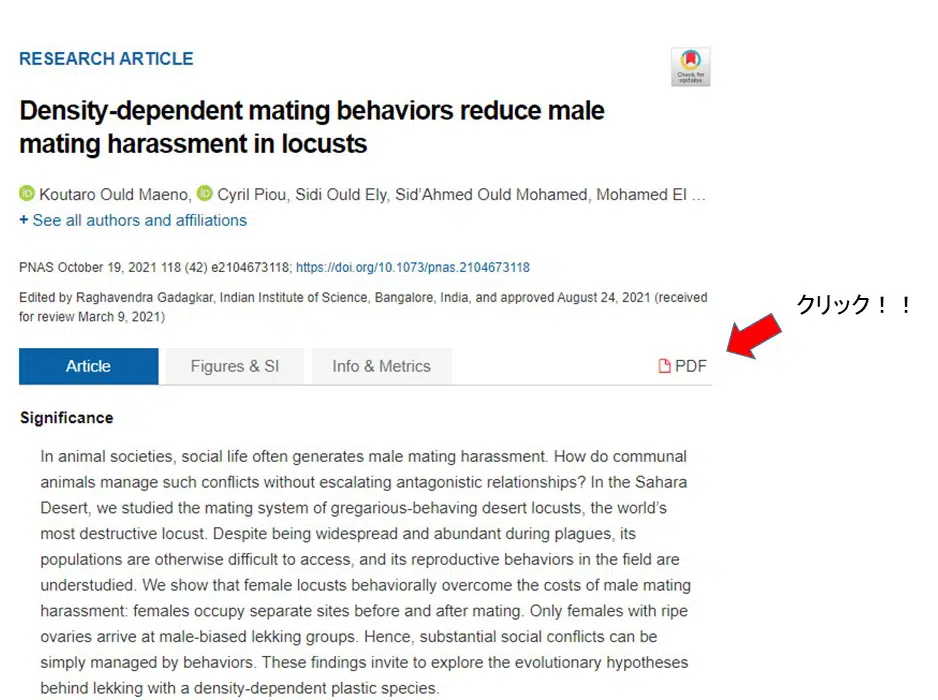 RESEARCH ARTICLE
Check for
updates
Density-dependent mating behaviors reduce male
mating harassment in locusts
iD Koutaro Ould Maeno, iD Cyril Piou, Sidi Ould Ely, Sid’Ahmed Ould Mohamed, Mohamed El …
+ See all authors and affiliations
PNAS October 19, 2021 118 (42) e2104673118; https://doi.org/10.1073/pnas.2104673118
Edited by Raghavendra Gadagkar, Indian Institute of Science, Bangalore, India, and approved August 24, 2021 (received
for review March 9, 2021)
クリック！！
Article Figures & SI Info & Metrics PDF
Significance
In animal societies, social life often generates male mating harassment. How do communal
animals manage such conflicts without escalating antagonistic relationships? In the Sahara
Desert, we studied the mating system of gregarious-behaving desert locusts, the world’s
most destructive locust. Despite being widespread and abundant during plagues, its
populations are otherwise difficult to access, and its reproductive behaviors in the field are
understudied. We show that female locusts behaviorally overcome the costs of male mating
harassment: females occupy separate sites before and after mating. Only females with ripe
ovaries arrive at male-biased lekking groups. Hence, substantial social conflicts can be
simply managed by behaviors. These findings invite to explore the evolutionary hypotheses
behind lekking with a density-dependent plastic species.